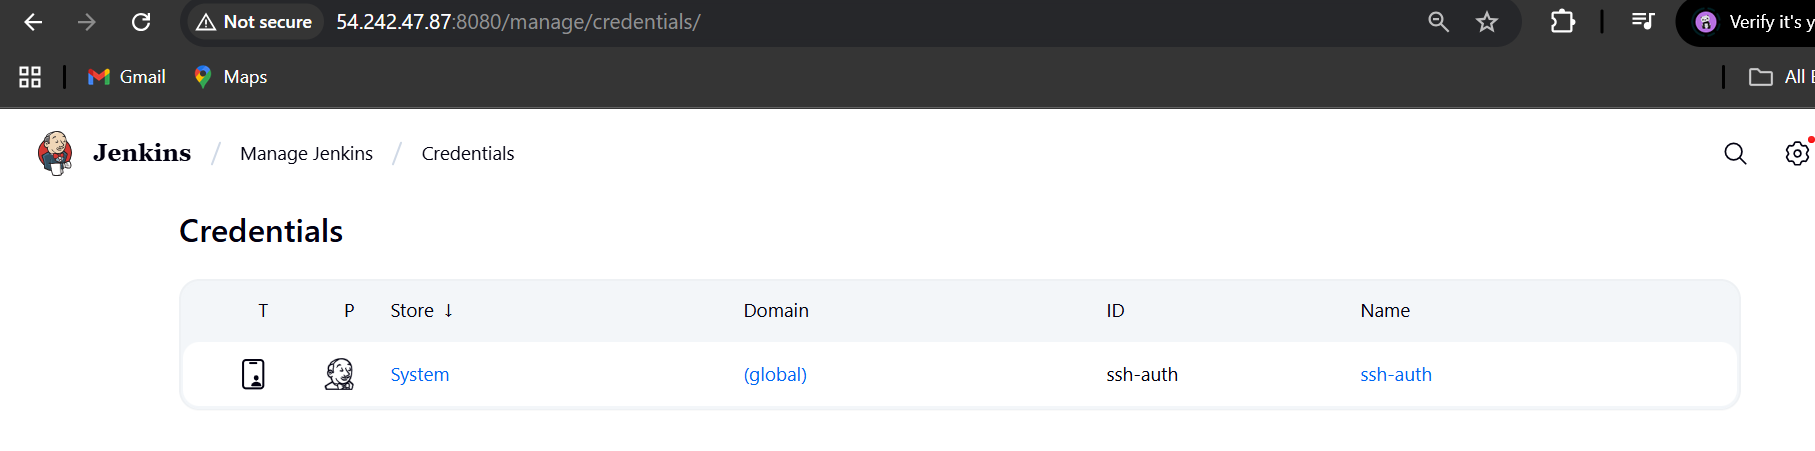 Not secure 54.242.47.87:8080/manage/credentials/ Verify it's y
Gmail Maps All
Jenkins / Manage Jenkins / Credentials
Credentials
T P Store ↓ Domain ID Name
System (global) ssh-auth ssh-auth